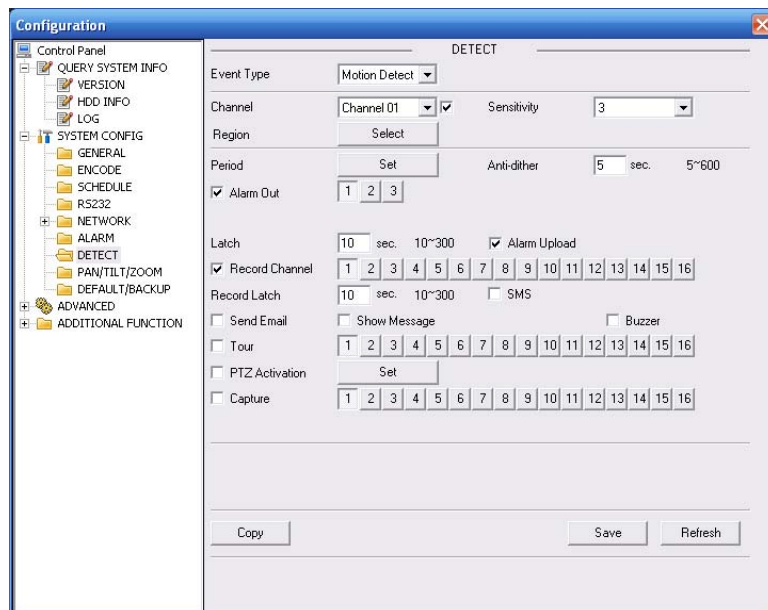 Configuration
Control Panel
QUERY SYSTEM INFO
VERSION
HDD INFO
LOG
SYSTEM CONFIG
GENERAL
ENCODE
SCHEDULE
RS232
NETWORK
ALARM
DETECT
PAN/TILT/ZOOM
DEFAULT/BACKUP
ADVANCED
ADDITIONAL FUNCTION
DETECT
Event Type Motion Detect
Channel Channel 01 Sensitivity 3
Region Select
Period Set Anti-dither 5 sec. 5~600
Alarm Out 1 2 3
Latch 10 sec. 10~300 Alarm Upload
Record Channel 1 2 3 4 5 6 7 8 9 10 11 12 13 14 15 16
Record Latch 10 sec. 10~300 SMS
Send Email Show Message Buzzer
Tour 1 2 3 4 5 6 7 8 9 10 11 12 13 14 15 16
PTZ Activation Set
Capture 1 2 3 4 5 6 7 8 9 10 11 12 13 14 15 16
Copy Save Refresh